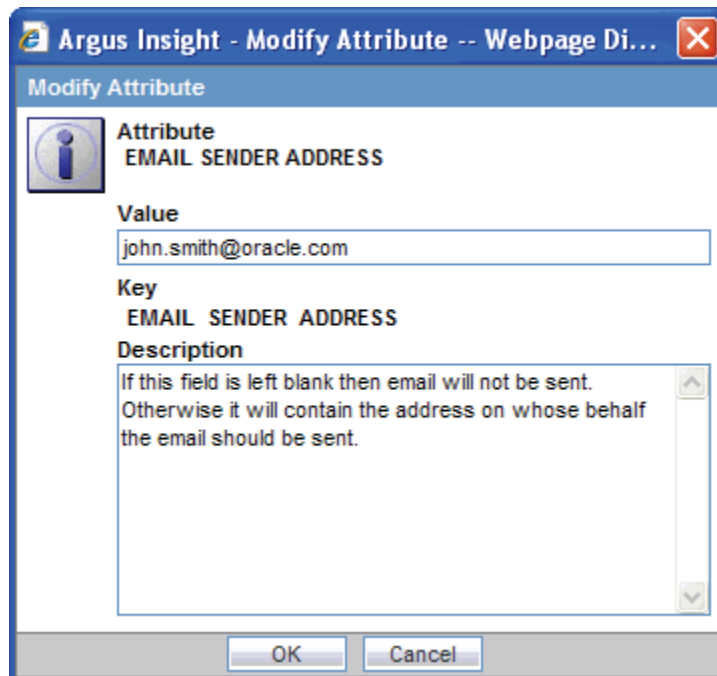 Argus Insight - Modify Attribute -- Webpage Di...
Modify Attribute
Attribute
EMAIL SENDER ADDRESS
Value
john.smith@oracle.com
Key
EMAIL SENDER ADDRESS
Description
If this field is left blank then email will not be sent.
Otherwise it will contain the address on whose behalf
the email should be sent.
OK Cancel